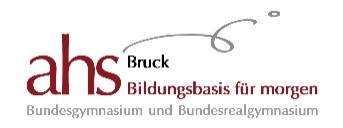 ahs Bruck
Bildungsbasis für morgen
Bundesgymnasium und Bundesrealgymnasium